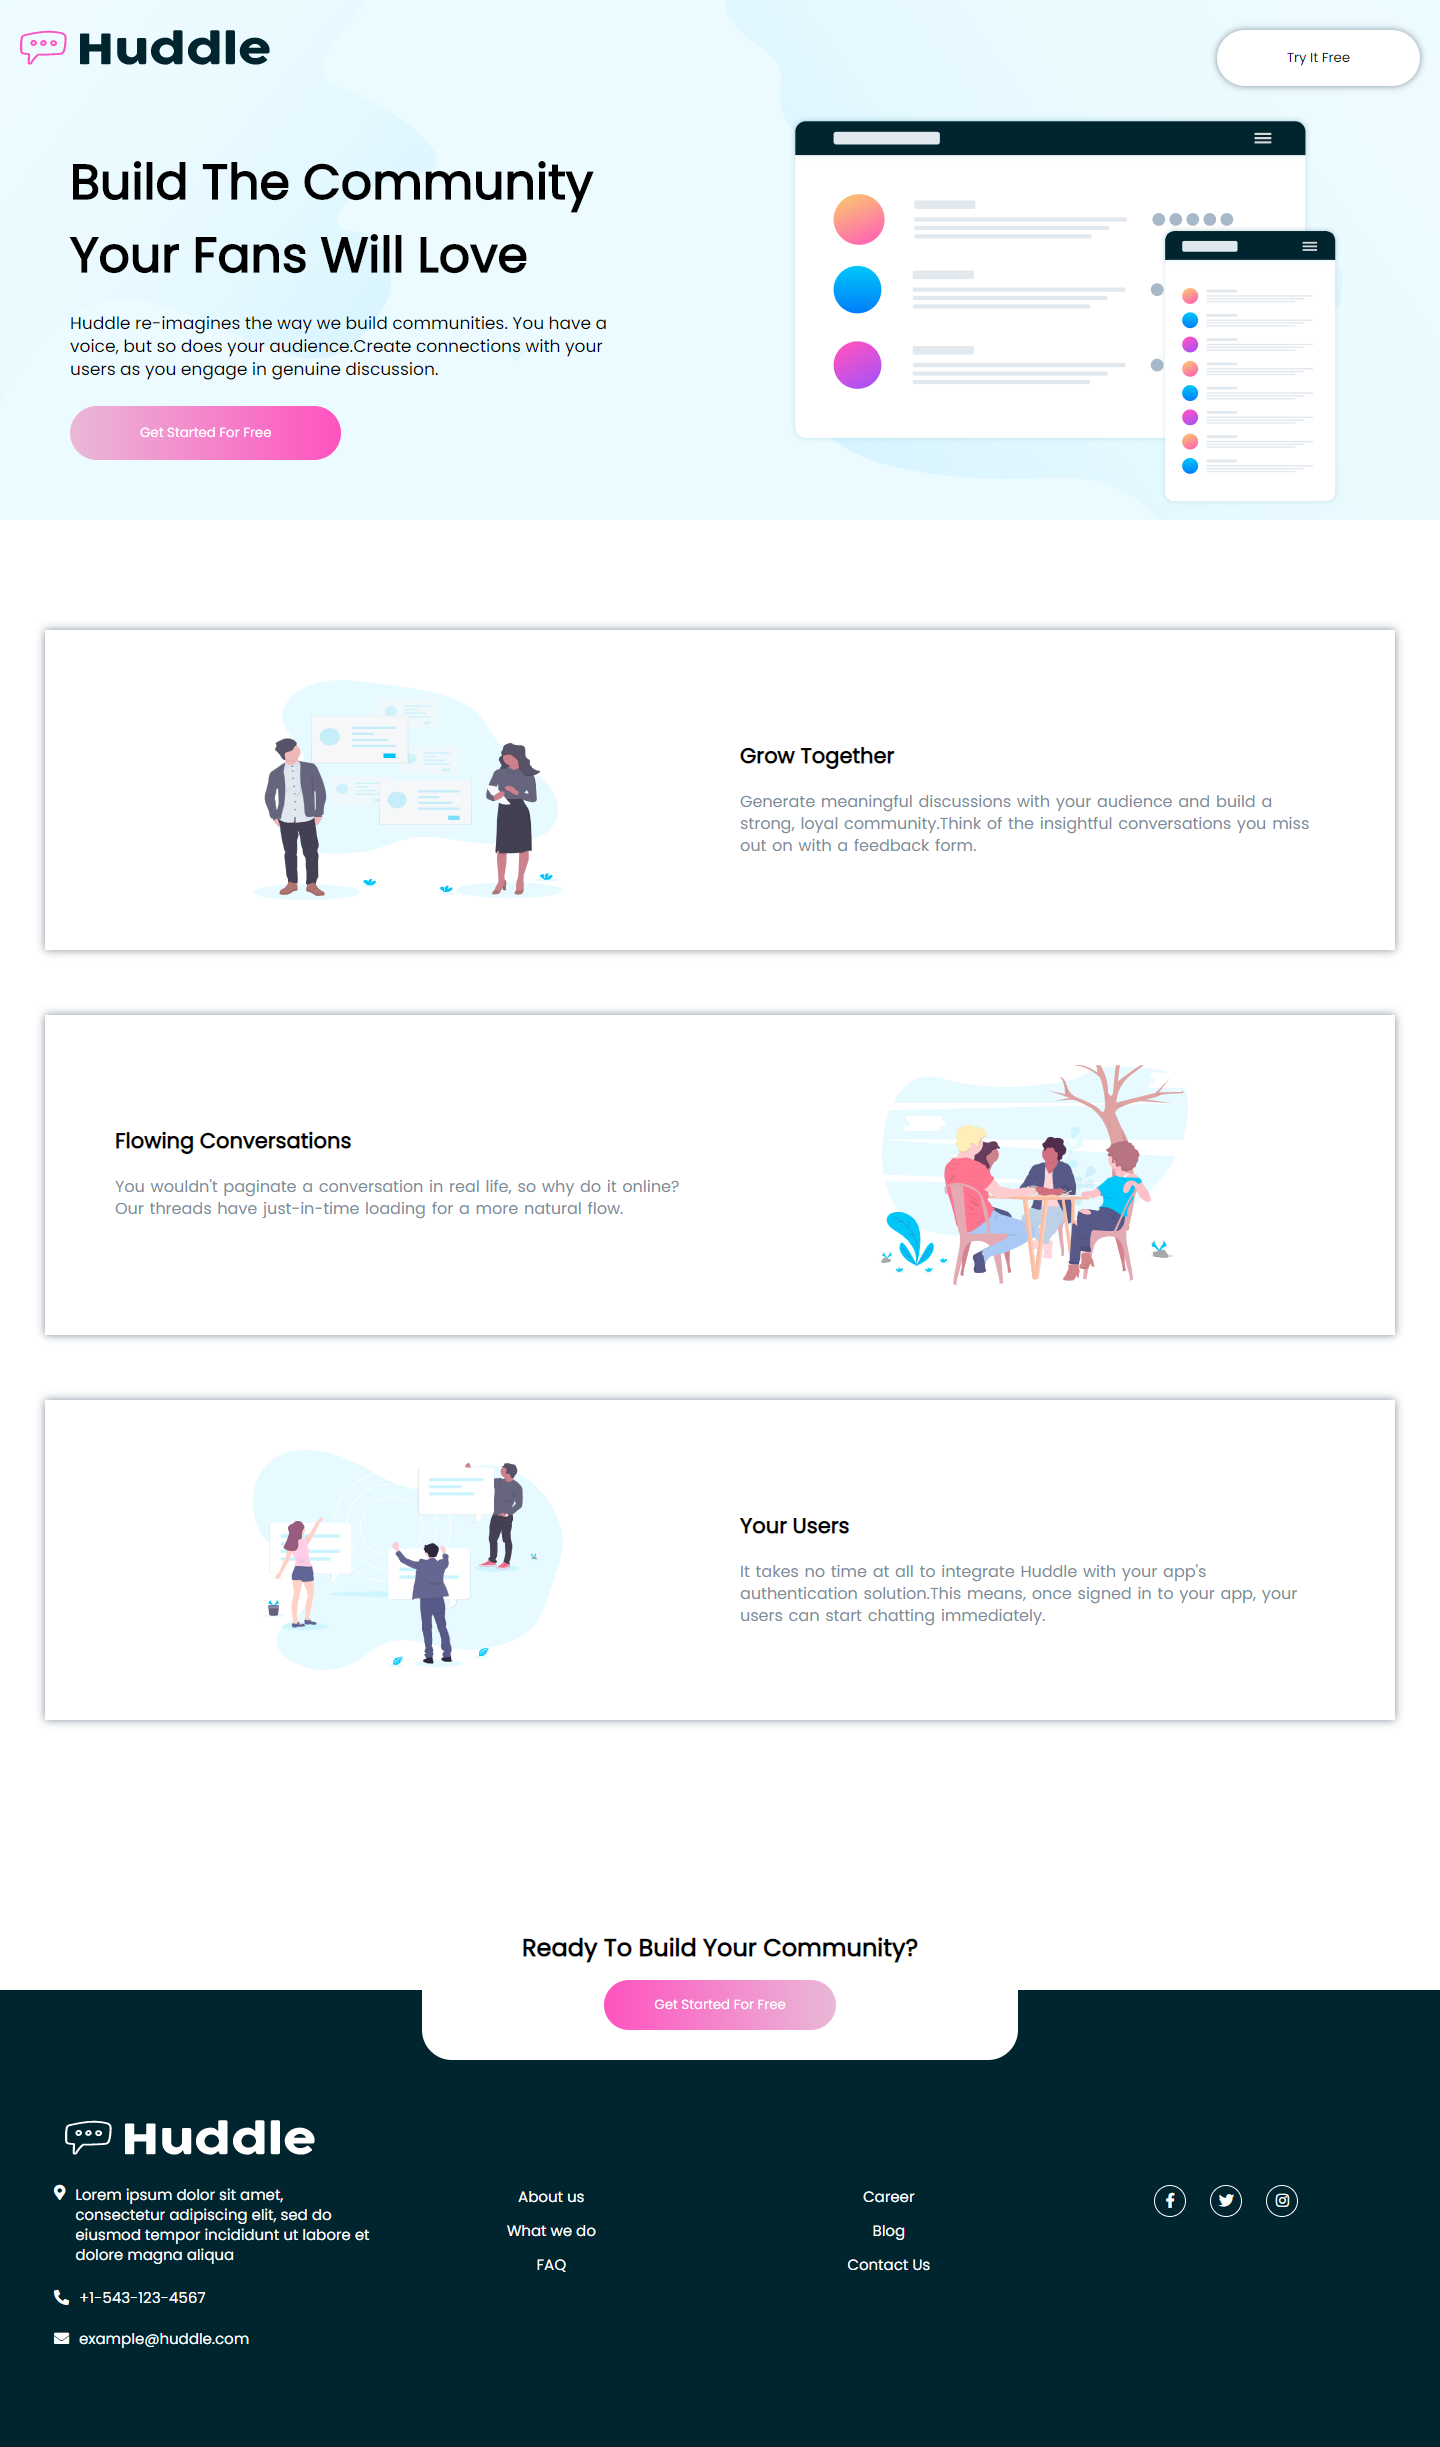 Huddle
Try It Free
Build The Community
Your Fans Will Love
Huddle re-imagines the way we build communities. You have a
voice, but so does your audience.Create connections with your
users as you engage in genuine discussion.
Get Started For Free
Grow Together
Generate meaningful discussions with your audience and build a
strong, loyal community.Think of the insightful conversations you miss
out on with a feedback form.
Flowing Conversations
You wouldn't paginate a conversation in real life, so why do it online?
Our threads have just-in-time loading for a more natural flow.
Your Users
It takes no time at all to integrate Huddle with your app's
authentication solution.This means, once signed in to your app, your
users can start chatting immediately.
Ready To Build Your Community?
Get Started For Free
Huddle
Lorem ipsum dolor sit amet,
consectetur adipiscing elit, sed do
eiusmod tempor incididunt ut labore et
dolore magna aliqua
+1-543-123-4567
example@huddle.com
About us
What we do
FAQ
Career
Blog
Contact Us